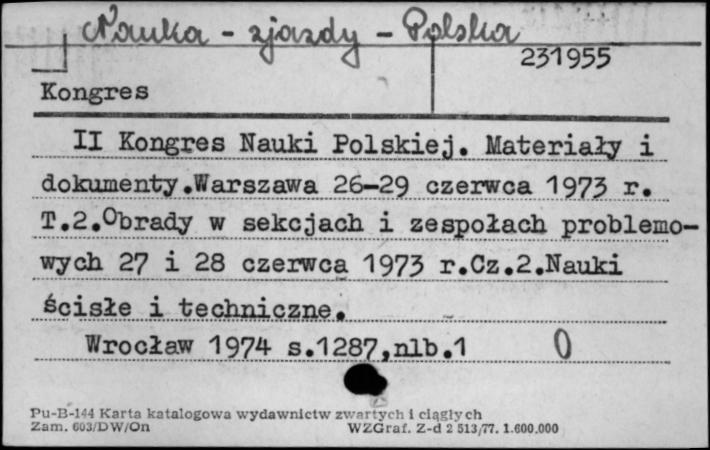 Nauka - zjazdy - Polska
231955
Kongres
II Kongres Nauki Polskiej. Materiały i
dokumenty.Warszawa 26-29 czerwca 1973 r.
T.2.Obrady w sekcjach i zespołach problemo-
wych 27 i 28 czerwca 1973 r.Cz.2.Nauki
ścisłe i techniczne.
Wrocław 1974 s.1287,nlb.1 0
Pu-B-144 Karta katalogowa wydawnictw zwartych i ciągłych
Zam. 603/DW/On WZGraf. Z-d 2 513/77. 1.600.000